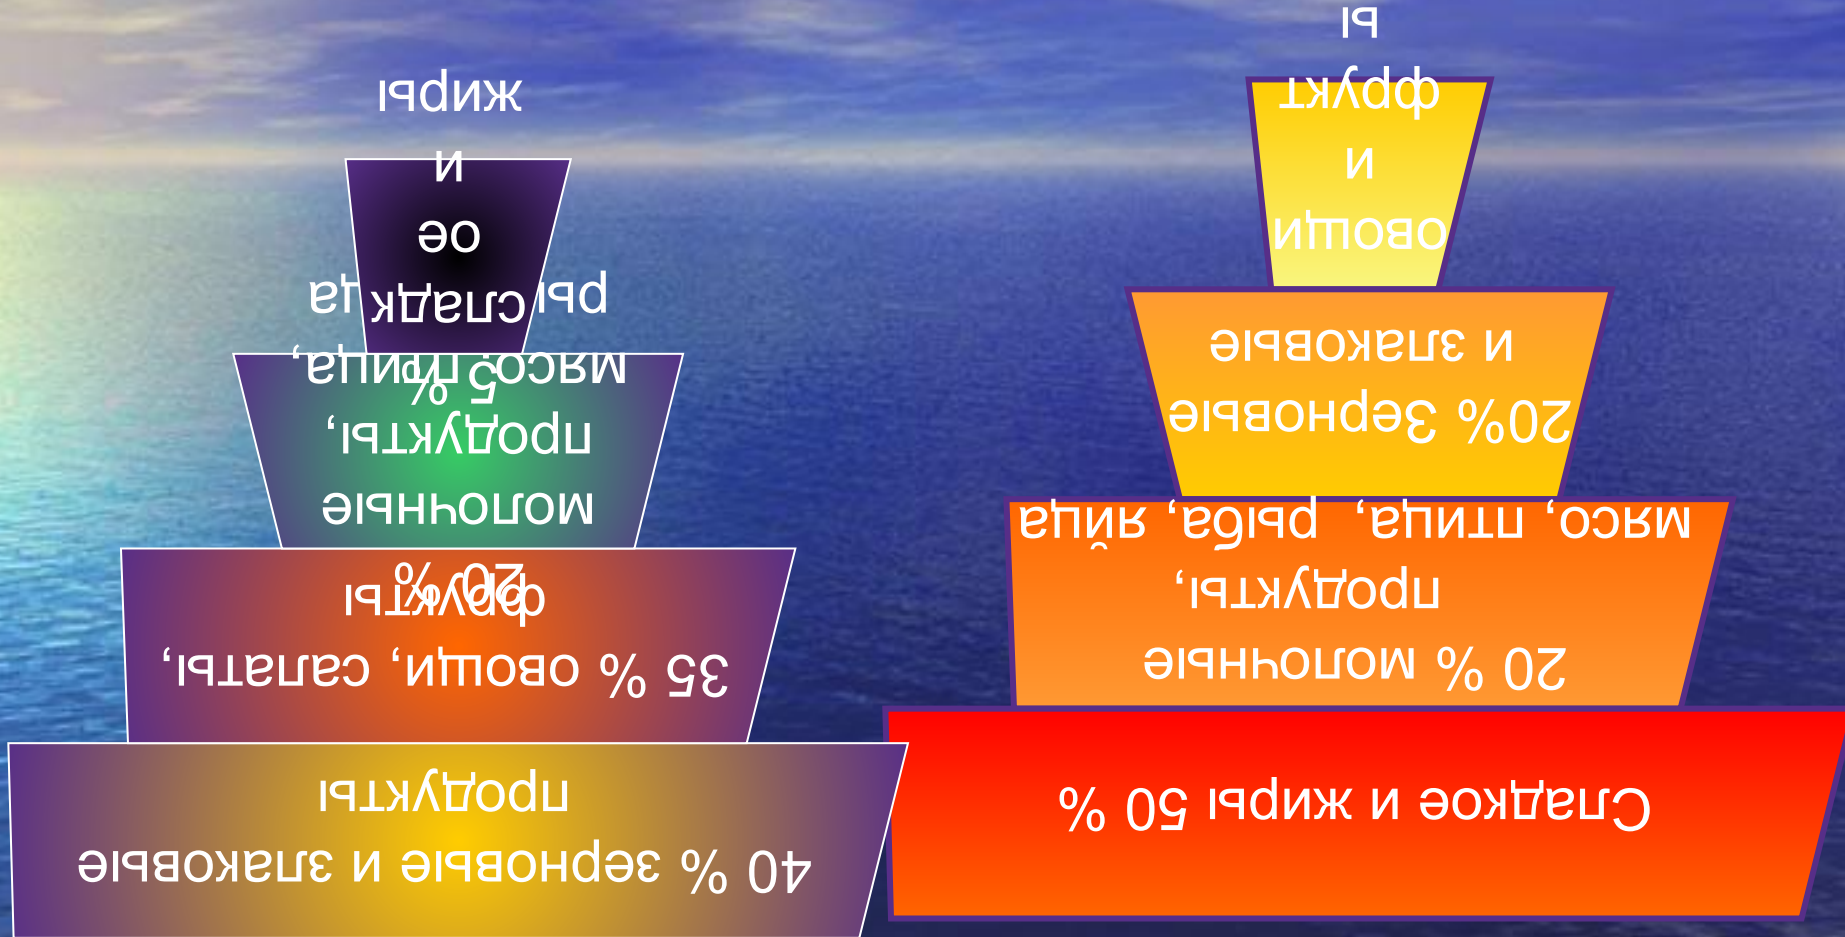 5 %
сладк
ое
и
жиры
20 %
молочные
продукты,
мясо, птица,
35 % овощи, салаты,
фрукты
40 % зерновые и злаковые
продукты
овощи
и
фрукт
ы
20% Зерновые
и злаковые
20 % молочные
продукты,
мясо, птица, рыба, яйца
Сладкое и жиры 50 %